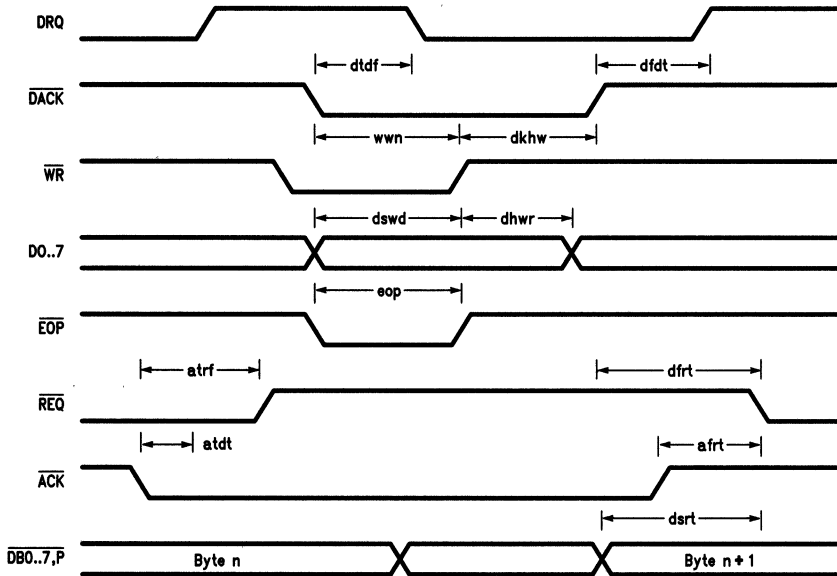 DRQ
dtdf dfdt
DACK
wwn dkhw
WR
dswd dhwr
DO..7
eop
EOP
atrf dfrt
REQ
atdt afrt
ACK
dsrt
DB0..7,P Byte n Byte n+1